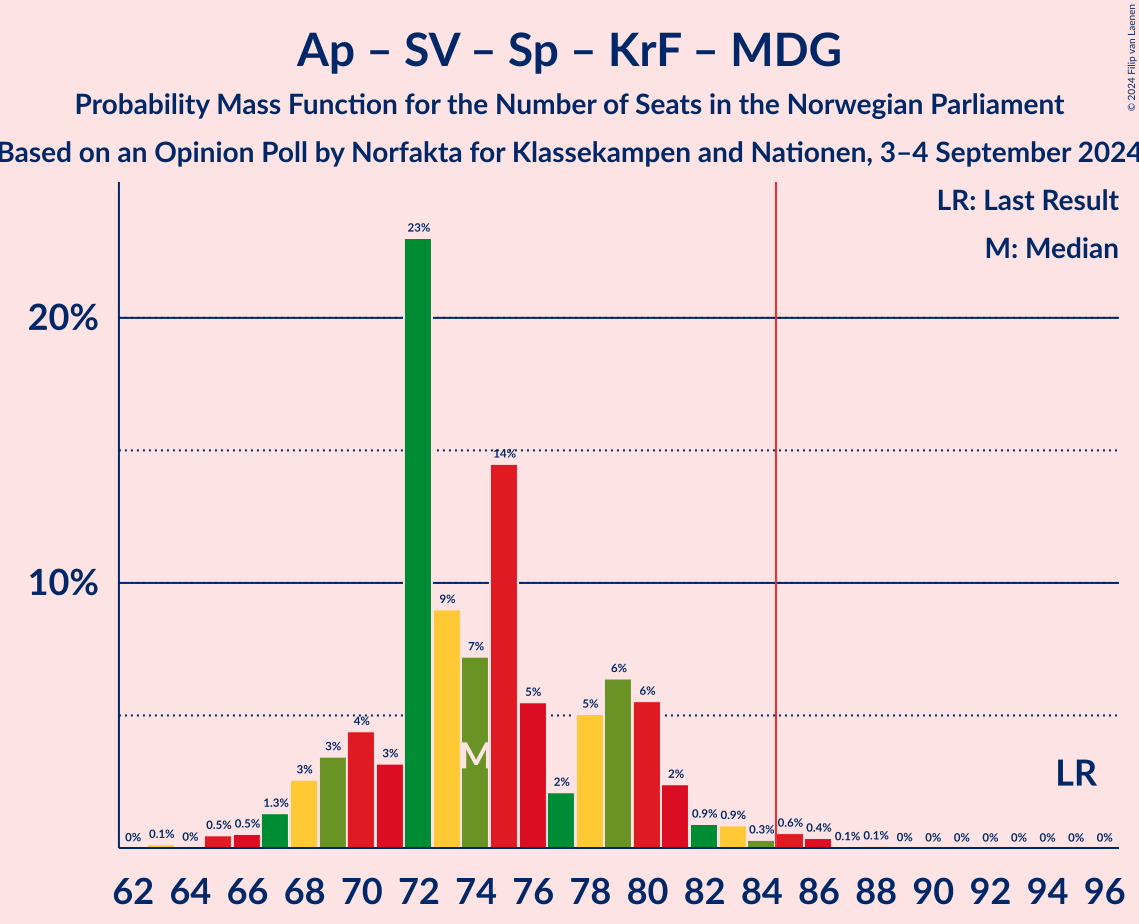 Ap – SV – Sp – KrF – MDG
Probability Mass Function for the Number of Seats in the Norwegian Parliament
Based on an Opinion Poll by Norfakta for Klassekampen and Nationen, 3–4 September 2024
© 2024 Filip van Laenen
LR: Last Result
M: Median
20%
10%
0% 0.1% 0% 0.5% 0.5% 1.3% 3% 3% 4% 3% 23% 9% 7% 14% 5% 2% 5% 6% 6% 2% 0.9% 0.9% 0.3% 0.6% 0.4% 0.1% 0.1% 0% 0% 0% 0% 0% 0% 0% 0%
M
LR
62 64 66 68 70 72 74 76 78 80 82 84 86 88 90 92 94 96